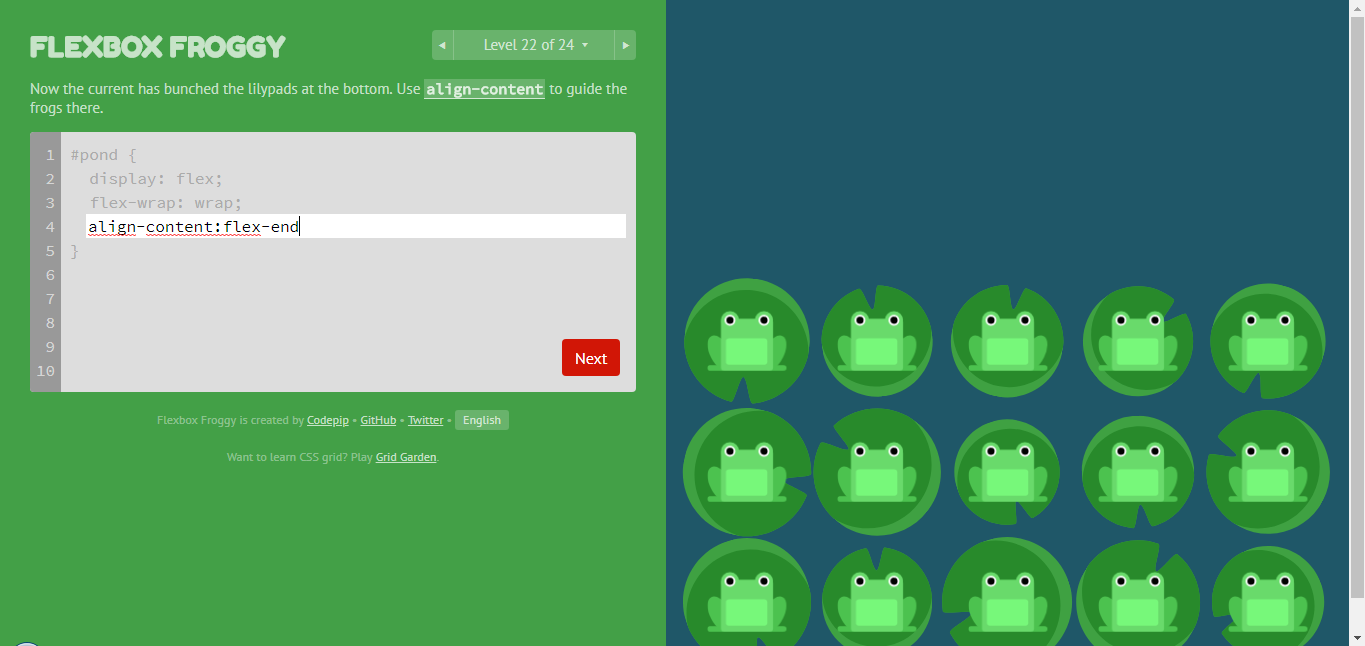 FLEXBOX FROGGY
◀ Level 22 of 24 ▾ ▶
Now the current has bunched the lilypads at the bottom. Use align-content to guide the
frogs there.
1 #pond {
2 display: flex;
3 flex-wrap: wrap;
4 align-content:flex-end
5 }
6
7
8
9
10
Next
Flexbox Froggy is created by Codepip • GitHub • Twitter • English
Want to learn CSS grid? Play Grid Garden.